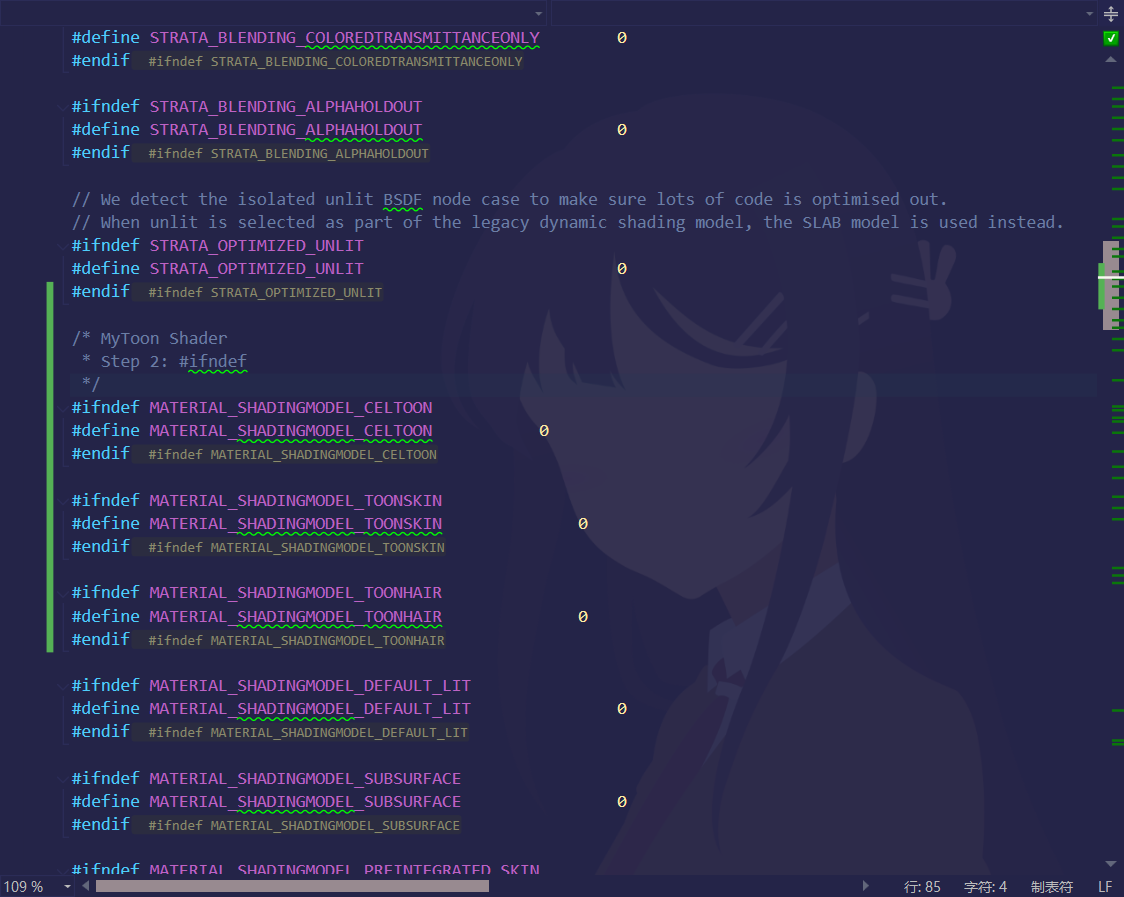 #define STRATA_BLENDING_COLOREDTRANSMITTANCEONLY 0
#endif #ifndef STRATA_BLENDING_COLOREDTRANSMITTANCEONLY
#ifndef STRATA_BLENDING_ALPHAHOLDOUT
#define STRATA_BLENDING_ALPHAHOLDOUT 0
#endif #ifndef STRATA_BLENDING_ALPHAHOLDOUT
// We detect the isolated unlit BSDF node case to make sure lots of code is optimised out.
// When unlit is selected as part of the legacy dynamic shading model, the SLAB model is used instead.
#ifndef STRATA_OPTIMIZED_UNLIT
#define STRATA_OPTIMIZED_UNLIT 0
#endif #ifndef STRATA_OPTIMIZED_UNLIT
/* MyToon Shader
* Step 2: #ifndef
*/
#ifndef MATERIAL_SHADINGMODEL_CELTOON
#define MATERIAL_SHADINGMODEL_CELTOON 0
#endif #ifndef MATERIAL_SHADINGMODEL_CELTOON
#ifndef MATERIAL_SHADINGMODEL_TOONSKIN
#define MATERIAL_SHADINGMODEL_TOONSKIN 0
#endif #ifndef MATERIAL_SHADINGMODEL_TOONSKIN
#ifndef MATERIAL_SHADINGMODEL_TOONHAIR
#define MATERIAL_SHADINGMODEL_TOONHAIR 0
#endif #ifndef MATERIAL_SHADINGMODEL_TOONHAIR
#ifndef MATERIAL_SHADINGMODEL_DEFAULT_LIT
#define MATERIAL_SHADINGMODEL_DEFAULT_LIT 0
#endif #ifndef MATERIAL_SHADINGMODEL_DEFAULT_LIT
#ifndef MATERIAL_SHADINGMODEL_SUBSURFACE
#define MATERIAL_SHADINGMODEL_SUBSURFACE 0
#endif #ifndef MATERIAL_SHADINGMODEL_SUBSURFACE
#ifndef MATERIAL_SHADINGMODEL_PREINTEGRATED_SKIN
109 % 行: 85 字符: 4 制表符 LF